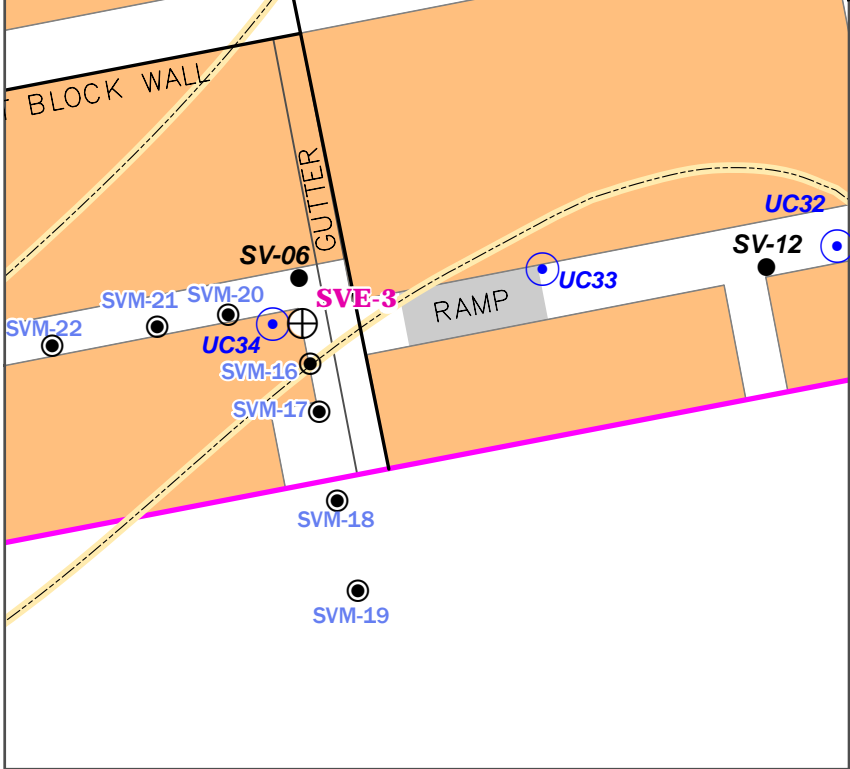 BLOCK WALL
GUTTER
UC32
SV-06
SV-12
UC33
SVE-3
SVM-20
SVM-21
RAMP
SVM-22
UC34
SVM-16
SVM-17
SVM-18
SVM-19